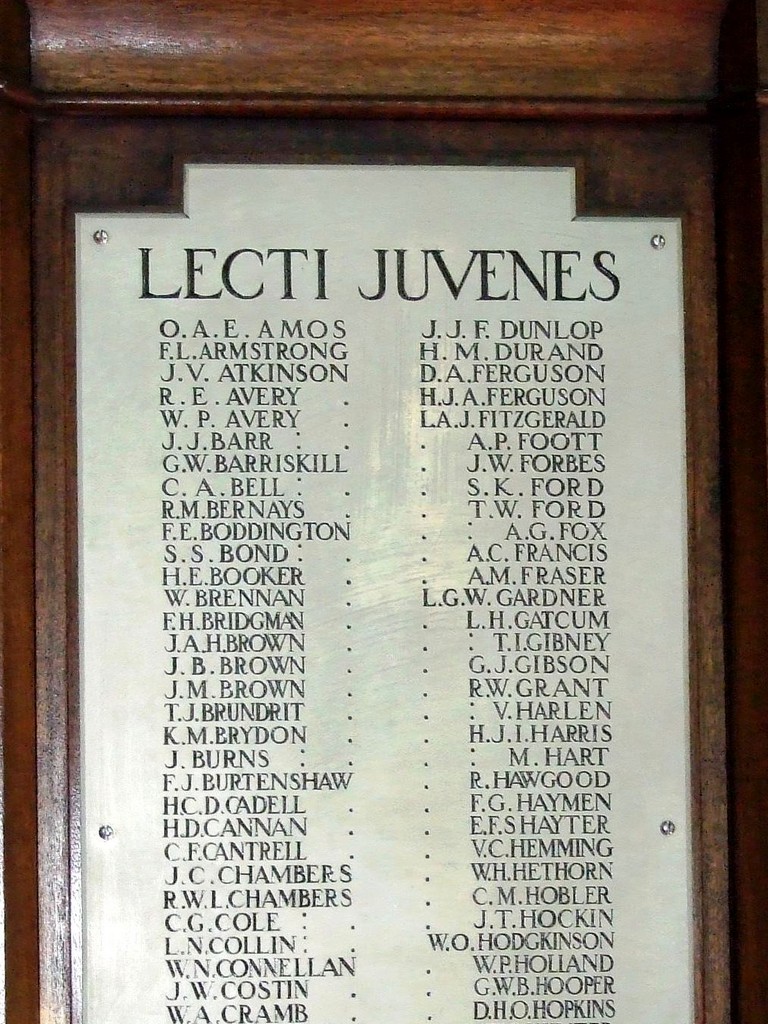 LECTI JUVENES
O.A.E. AMOS
F.L. ARMSTRONG
J.V. ATKINSON
R.E. AVERY .
W.P. AVERY .
J.J. BARR : .
G.W. BARRISKILL
C.A. BELL : .
R.M. BERNAYS .
F.E. BODDINGTON
S.S. BOND : .
H.E. BOOKER .
W. BRENNAN .
F.H. BRIDGMAN .
J.A.H. BROWN .
J.B. BROWN .
J.M. BROWN .
T.J. BRUNDRIT .
K.M. BRYDON .
J. BURNS : .
F.J. BURTENSHAW
H.C.D. CADELL .
H.D. CANNAN .
C.F. CANTRELL .
J.C. CHAMBERS
R.W.L. CHAMBERS
C.G. COLE : .
L.N. COLLIN : .
W.N. CONNELLAN
J.W. COSTIN .
W.A. CRAMB .
J.J.F. DUNLOP
H.M. DURAND
D.A. FERGUSON
H.J.A. FERGUSON
L.A.J. FITZGERALD
. A.P. FOOTT
. J.W. FORBES
. S.K. FORD
. T.W. FORD
. : A.G. FOX
. A.C. FRANCIS
. A.M. FRASER
L.G.W. GARDNER
. L.H. GATCUM
. : T.I. GIBNEY
. G.J. GIBSON
. R.W. GRANT
. : V. HARLEN
. H.J.I. HARRIS
. : M. HART
. R. HAWGOOD
. F.G. HAYMEN
. E.F.S HAYTER
. V.C. HEMMING
. W.H. HETHORN
. C.M. HOBLER
. J.T. HOCKIN
W.O. HODGKINSON
. W.P. HOLLAND
. G.W.B. HOOPER
. D.H.O. HOPKINS